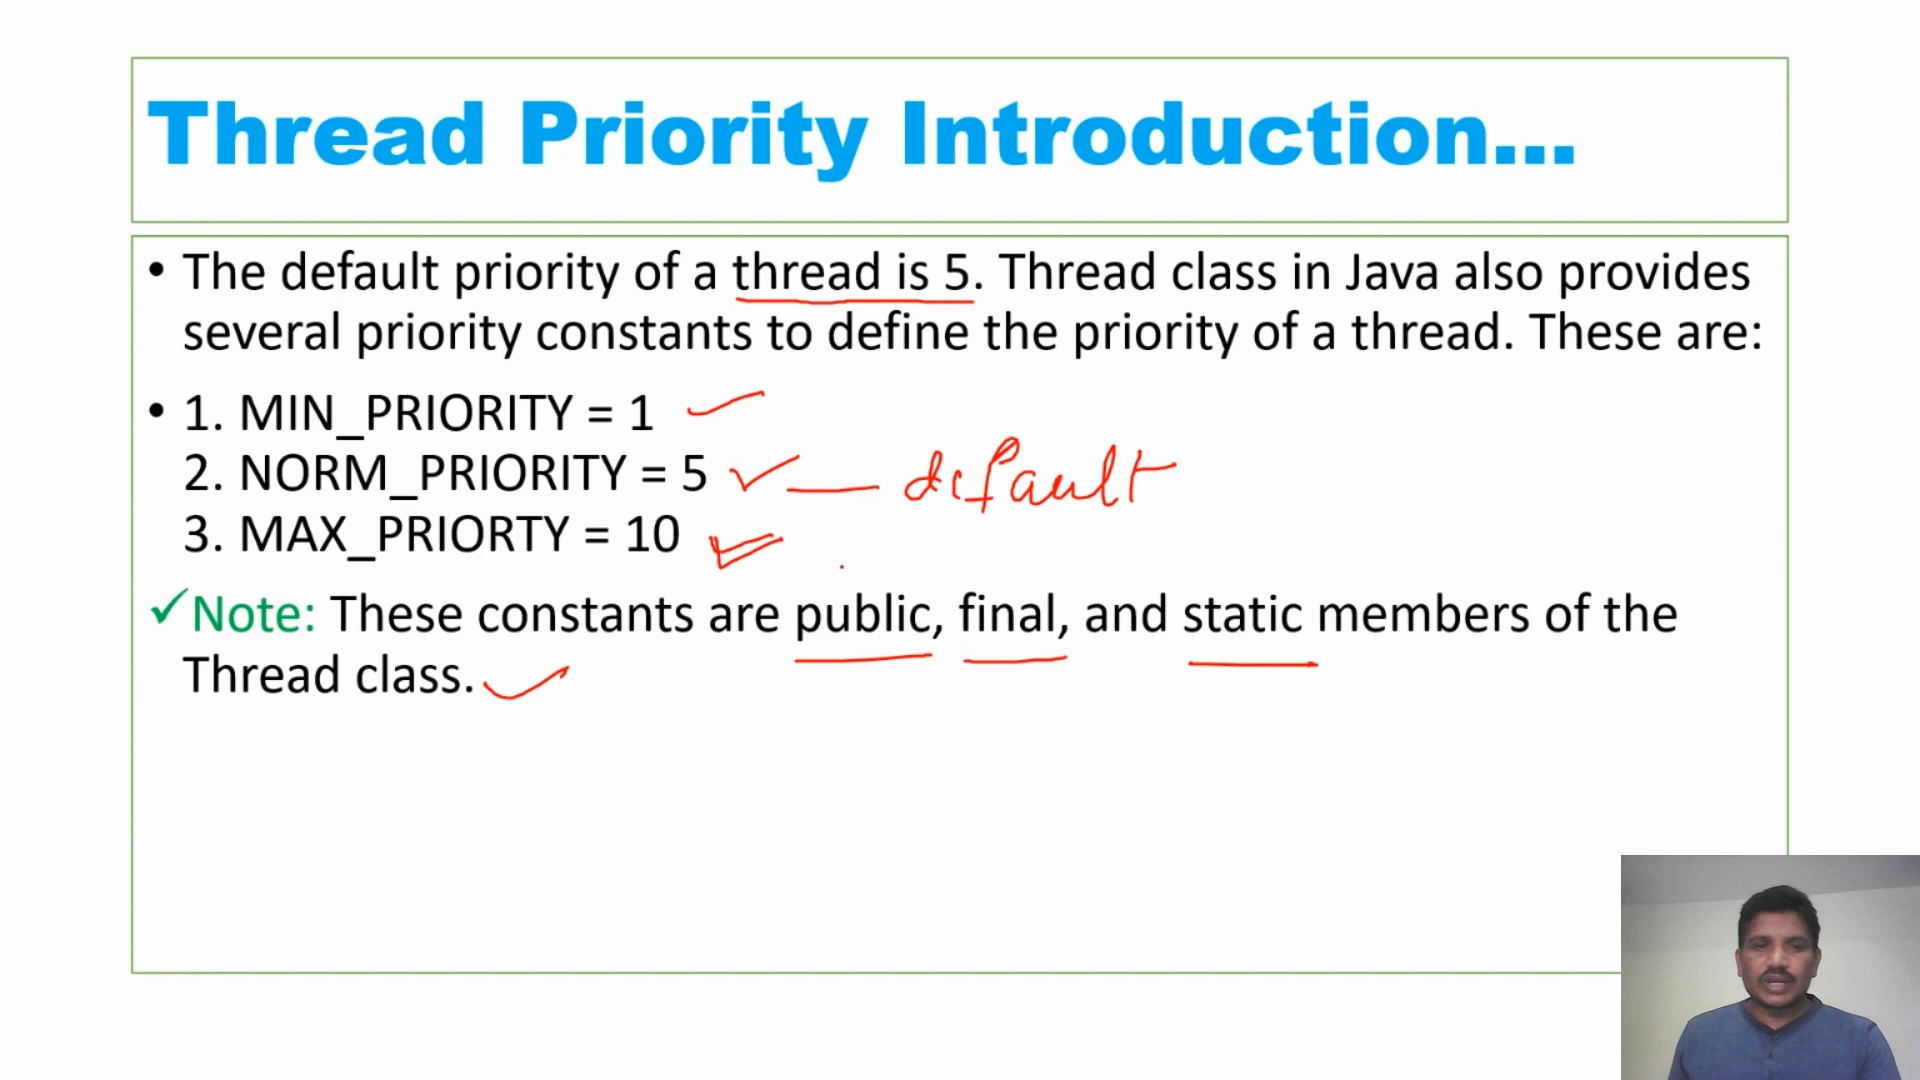 Thread Priority Introduction...
• The default priority of a thread is 5. Thread class in Java also provides
several priority constants to define the priority of a thread. These are:
• 1. MIN_PRIORITY = 1
2. NORM_PRIORITY = 5 default
3. MAX_PRIORTY = 10
✓Note: These constants are public, final, and static members of the
Thread class.